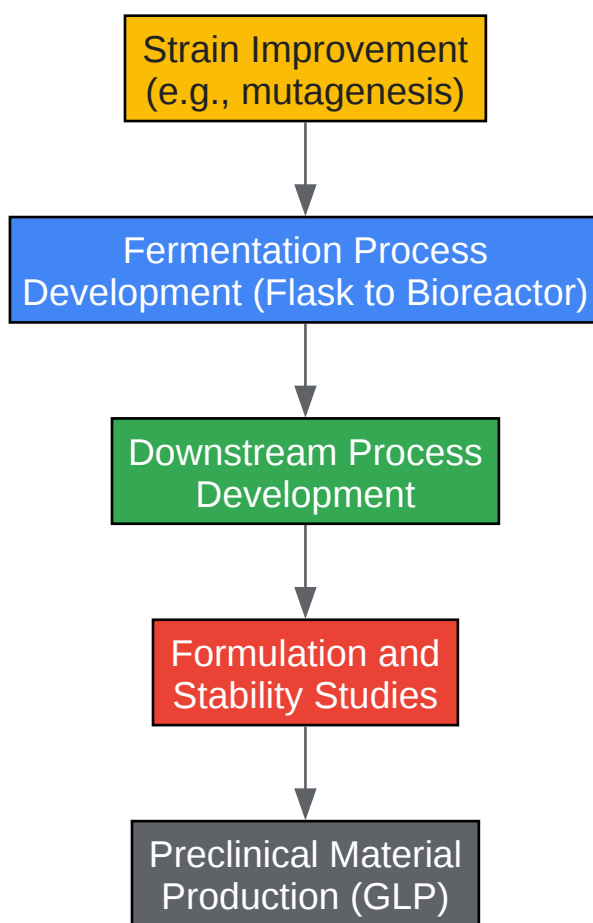 Strain Improvement
(e.g., mutagenesis)
Fermentation Process
Development (Flask to Bioreactor)
Downstream Process
Development
Formulation and
Stability Studies
Preclinical Material
Production (GLP)